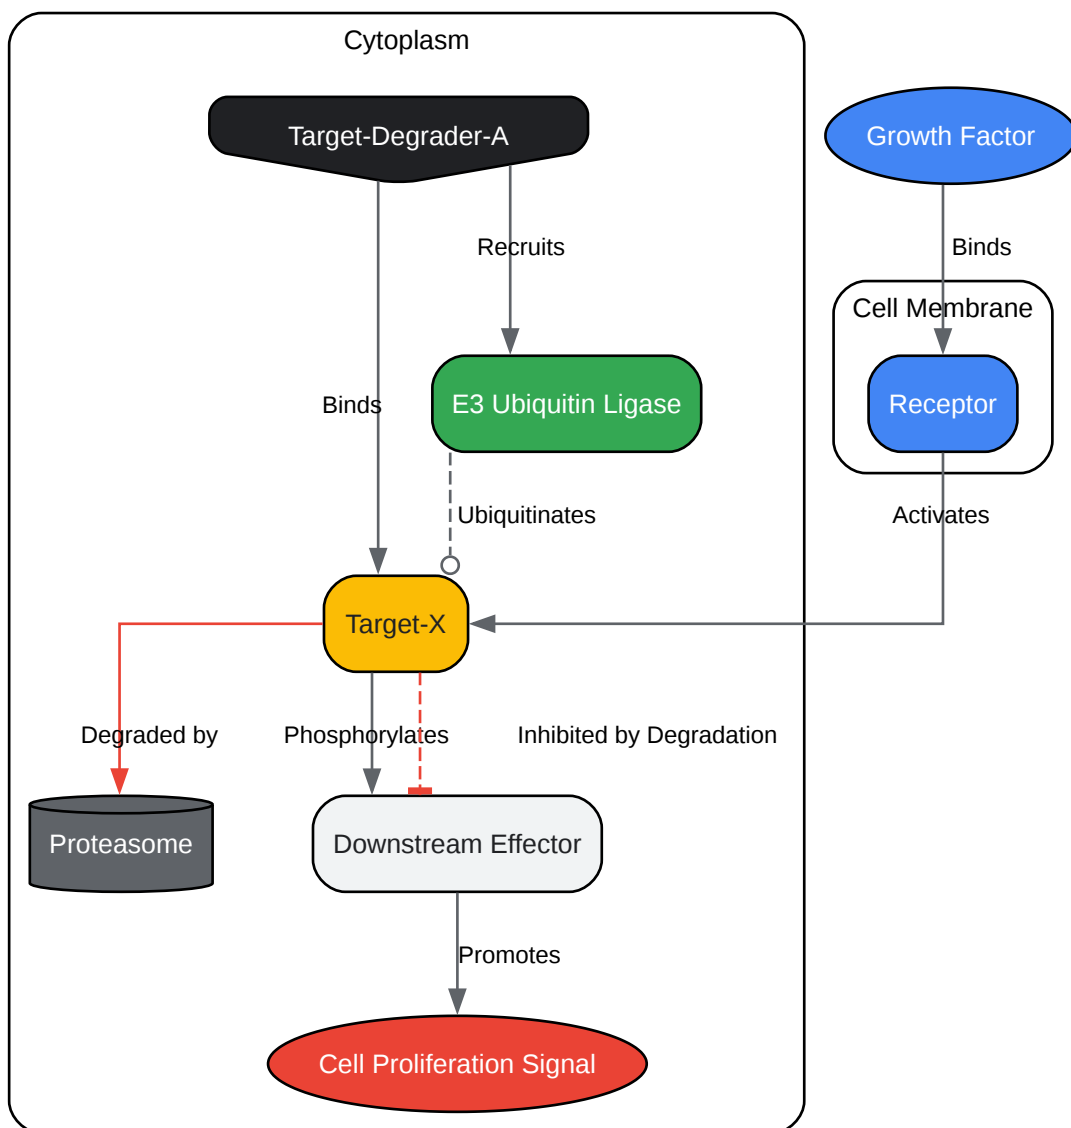 Cytoplasm
Target-Degrader-A
Growth Factor
Recruits
Binds
Cell Membrane
Binds
E3 Ubiquitin Ligase
Receptor
Ubiquitinates
Activates
Target-X
Degraded by
Phosphorylates
Inhibited by Degradation
Proteasome
Downstream Effector
Promotes
Cell Proliferation Signal